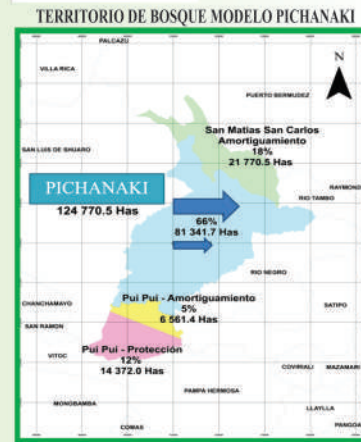 TERRITORIO DE BOSQUE MODELO PICHANAKI
PALCAZU
N
VILLA RICA
PUERTO BERMUDEZ
San Matias San Carlos
Amortiguamiento
18%
21 770.5 Has
SAN LUIS DE SHUARO
PICHANAKI
124 770.5 Has
RAYMOND
RIO TAMBO
66%
81 341.7 Has
RIO NEGRO
Pui Pui - Amortiguamiento
5%
6 561.4 Has
CHANCHAMAYO
SATIPO
SAN RAMON
Pui Pui - Protección
12%
14 372.0 Has
VITOC
COVIRIALI
MAZAMARI
PAMPA HERMOSA
MONOBAMBA
LLAYLLA
COMAS
PANGOA